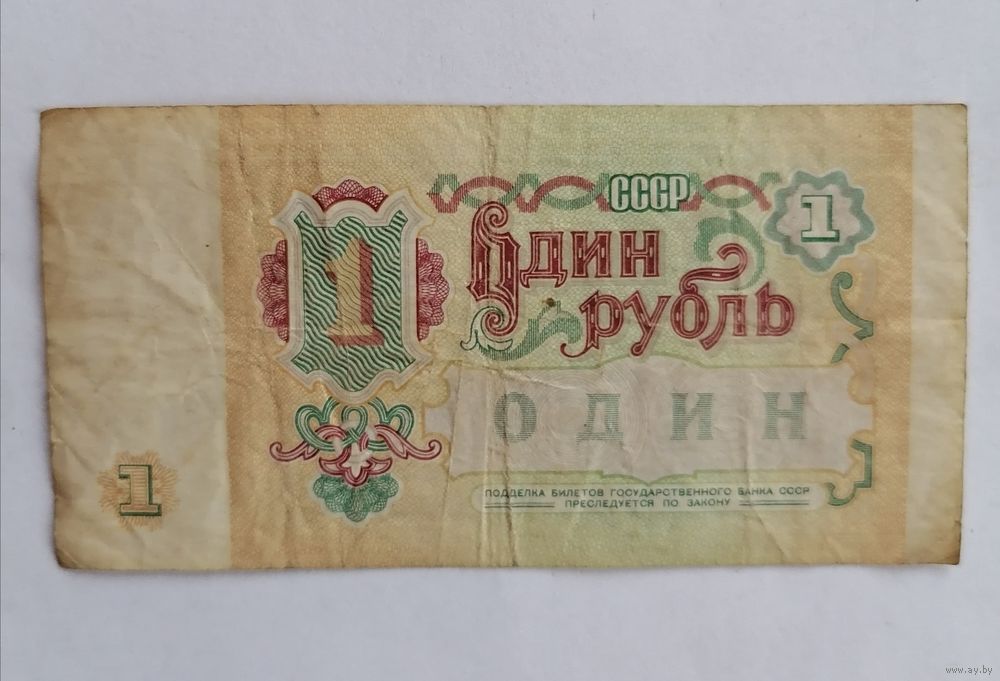 СССР
1
1
Один
рубль
ОДИН
1
ПОДДЕЛКА БИЛЕТОВ ГОСУДАРСТВЕННОГО БАНКА СССР
ПРЕСЛЕДУЕТСЯ ПО ЗАКОНУ
www.ay.by